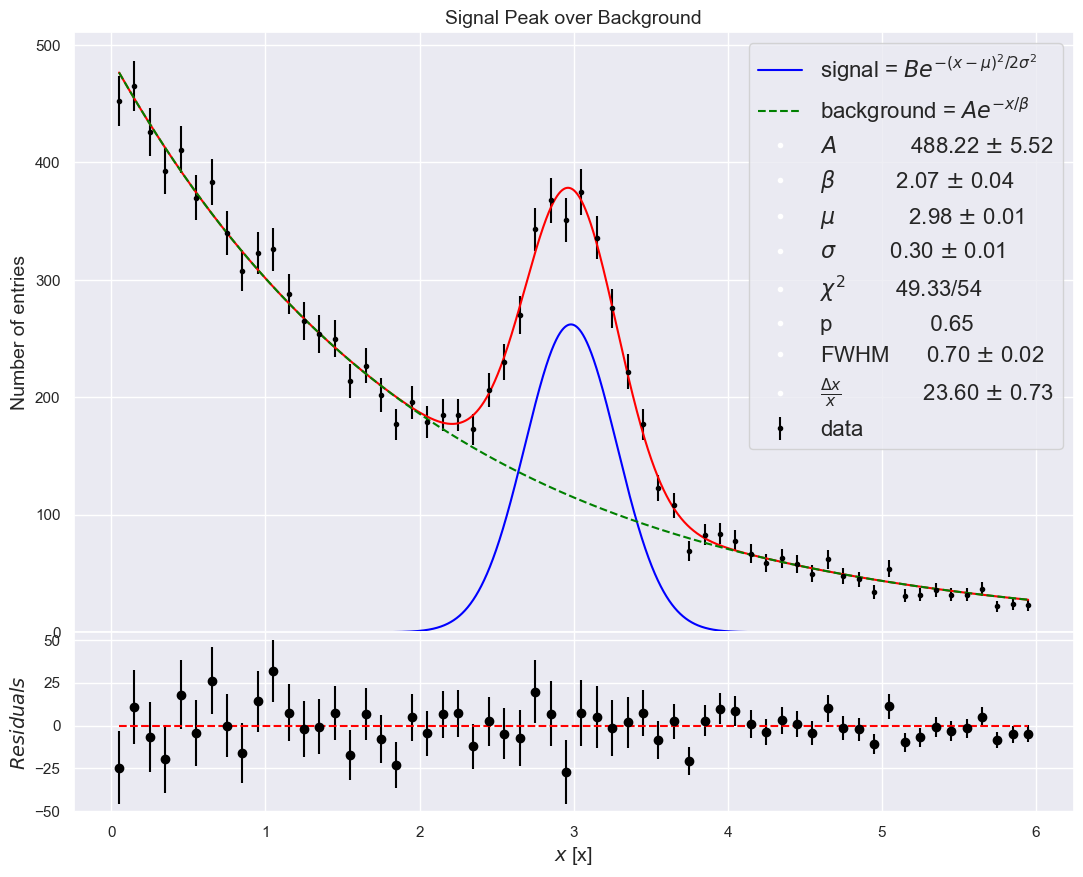 Signal Peak over Background
Number of entries
500
400
300
200
100
0
signal = Be^{-(x-μ)^2/2σ^2}
background = Ae^{-x/β}
A 488.22 ± 5.52
β 2.07 ± 0.04
μ 2.98 ± 0.01
σ 0.30 ± 0.01
χ² 49.33/54
p 0.65
FWHM 0.70 ± 0.02
Δx/x 23.60 ± 0.73
data
Residuals
50
25
0
−25
−50
0 1 2 3 4 5 6
x [x]